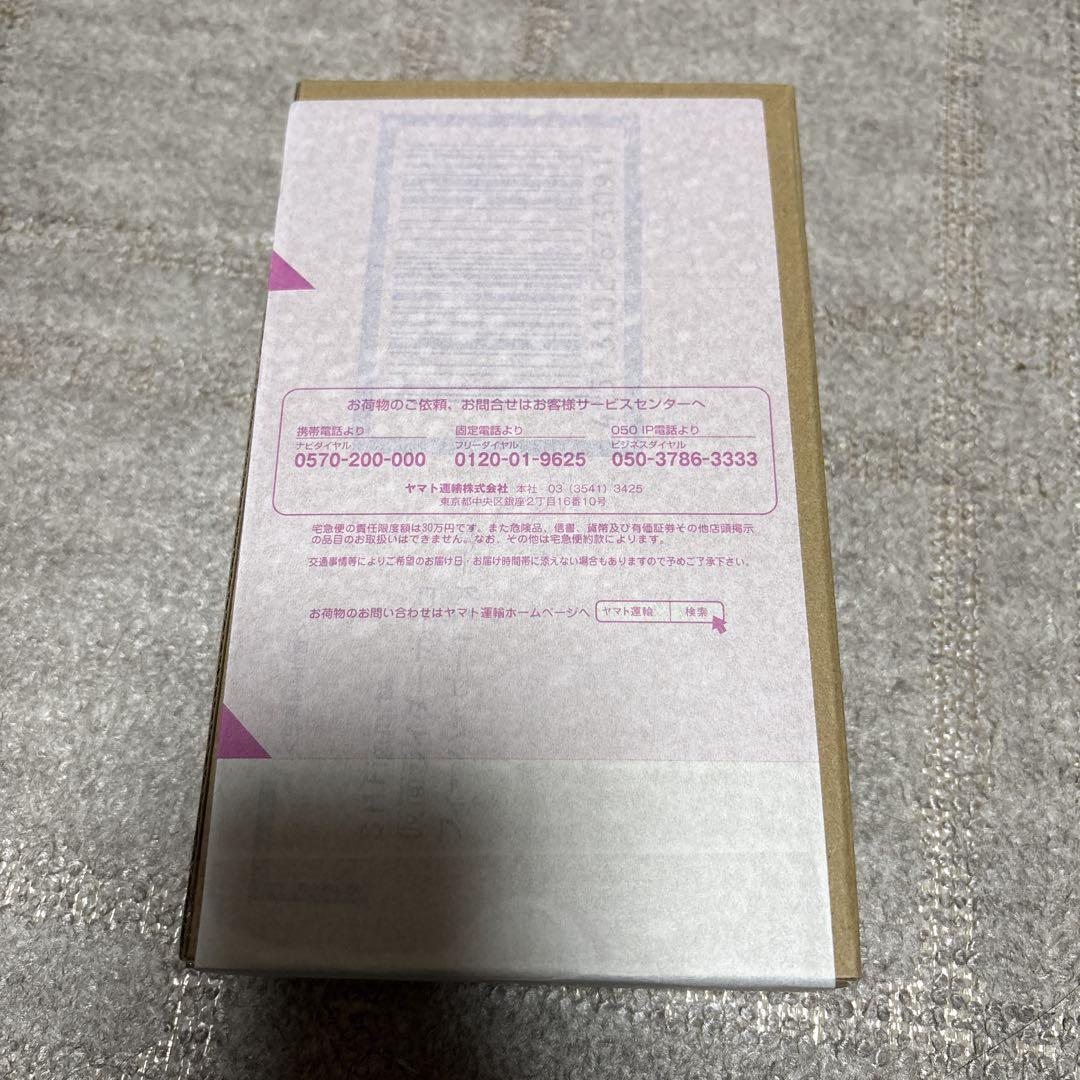 お荷物のご依頼、お問合せはお客様サービスセンターへ
携帯電話より 固定電話より 050 IP電話より
ナビダイヤル フリーダイヤル ビジネスダイヤル
0570-200-000 0120-01-9625 050-3786-3333
ヤマト運輸株式会社 本社 03（3541）3425
東京都中央区銀座2丁目16番10号
宅急便の責任限度額は30万円です。また危険品、信書、貨幣及び有価証券その他店頭掲示
の品目のお取扱いはできません。なお、その他は宅急便約款によります。
交通事情等によりご希望のお届け日・お届け時間帯に添えない場合もありますので予めご了承下さい。
お荷物のお問い合わせはヤマト運輸ホームページへ ヤマト運輸 検索